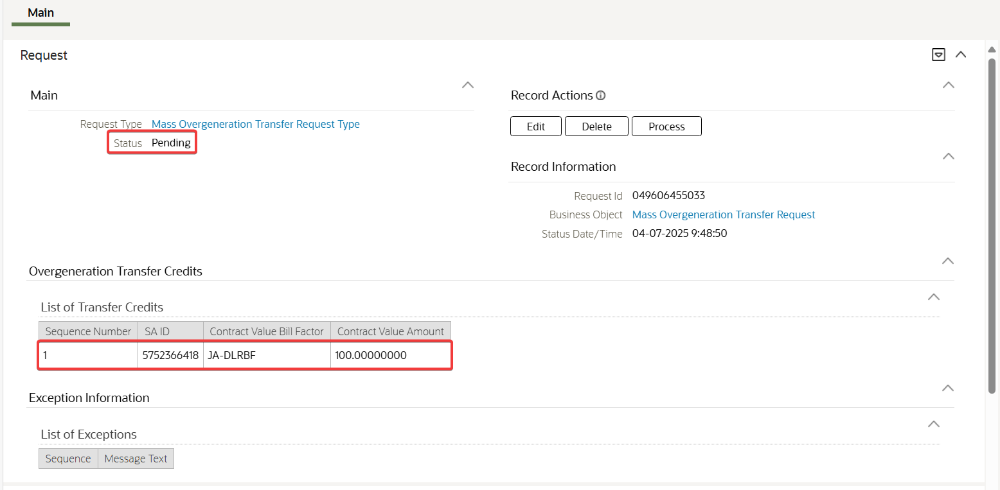 Main
Request
Main
Request Type Mass Overgeneration Transfer Request Type
Status Pending
Record Actions
Edit Delete Process
Record Information
Request Id 049606455033
Business Object Mass Overgeneration Transfer Request
Status Date/Time 04-07-2025 9:48:50
Overgeneration Transfer Credits
List of Transfer Credits
Sequence Number SA ID Contract Value Bill Factor Contract Value Amount
1 5752366418 JA-DLRBF 100.00000000
Exception Information
List of Exceptions
Sequence Message Text